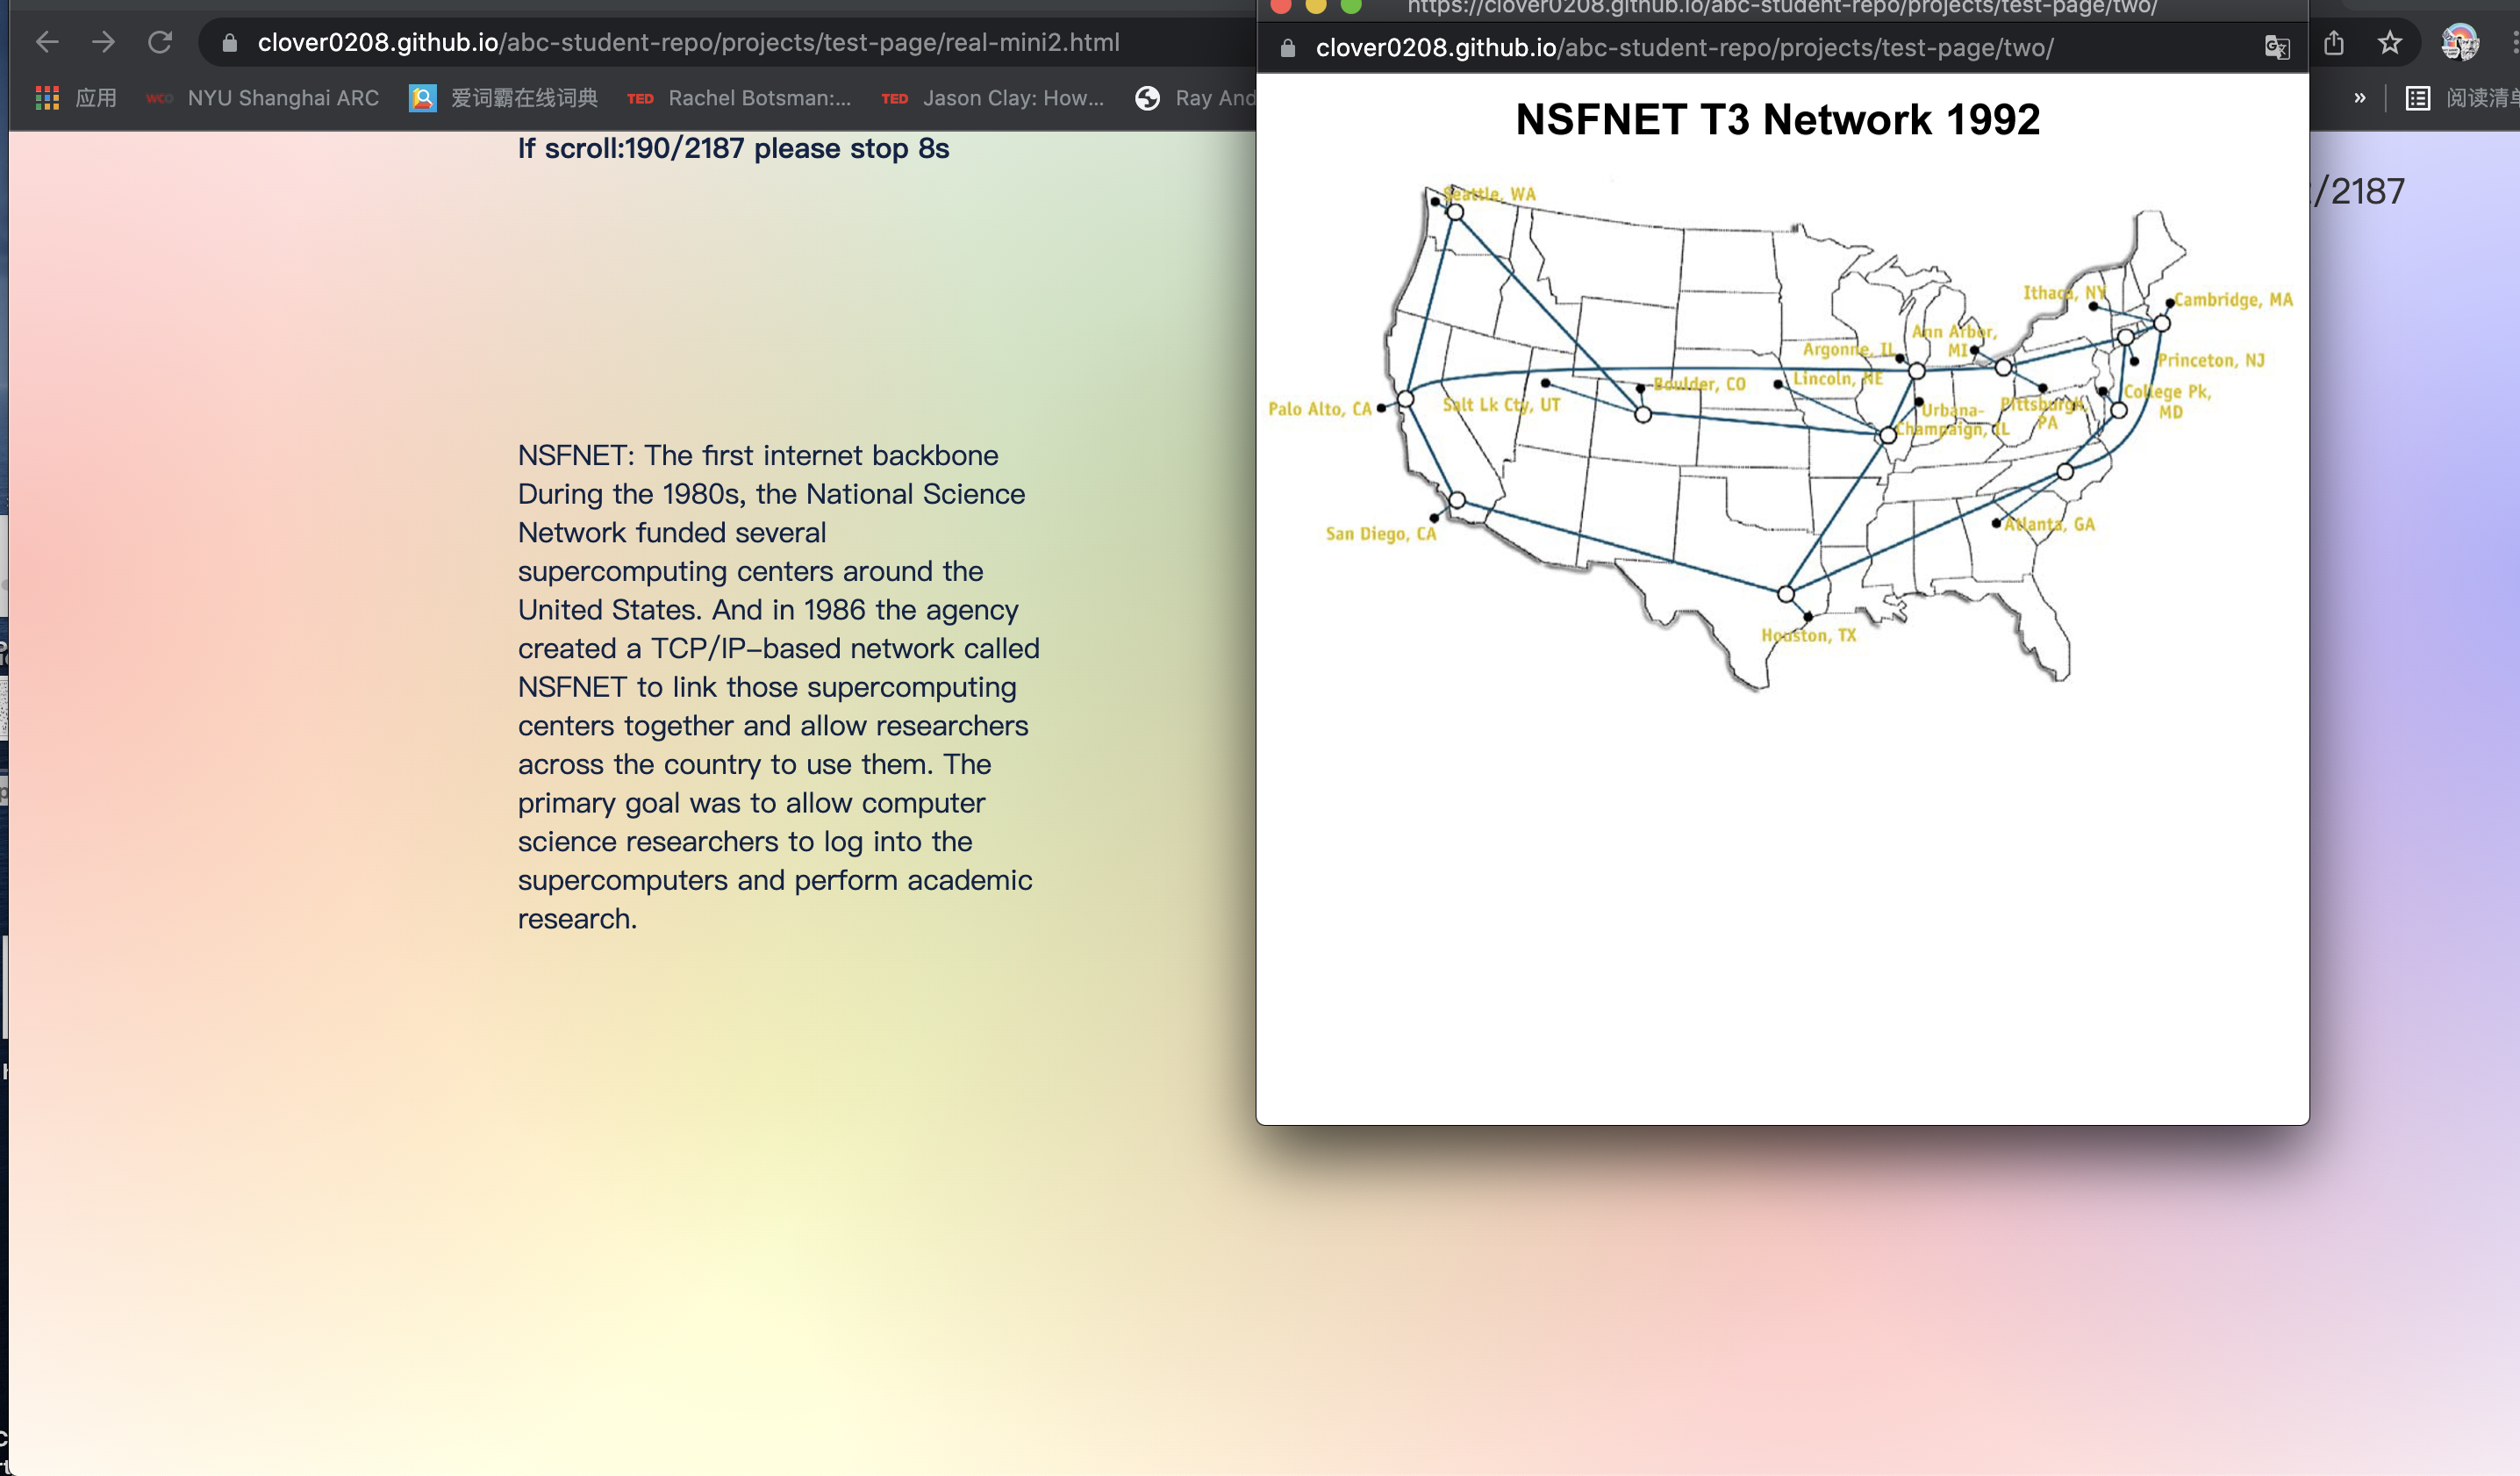 clover0208.github.io/abc-student-repo/projects/test-page/real-mini2.html
应用
NYU Shanghai ARC
爱词霸在线词典
TED
Rachel Botsman:...
TED
Jason Clay: How...
Ray And
»
阅读清单
If scroll:190/2187 please stop 8s
/2187
NSFNET: The first internet backbone
During the 1980s, the National Science
Network funded several
supercomputing centers around the
United States. And in 1986 the agency
created a TCP/IP–based network called
NSFNET to link those supercomputing
centers together and allow researchers
across the country to use them. The
primary goal was to allow computer
science researchers to log into the
supercomputers and perform academic
research.
https://clover0208.github.io/abc-student-repo/projects/test-page/two/
clover0208.github.io/abc-student-repo/projects/test-page/two/
NSFNET T3 Network 1992
Seattle, WA
Ithaca, NY
Cambridge, MA
Ann Arbor,
MI
Argonne, IL
Princeton, NJ
Boulder, CO
Lincoln, NE
College Pk,
MD
Palo Alto, CA
Salt Lk Cty, UT
Urbana-
Champaign, IL
Pittsburgh,
PA
San Diego, CA
Atlanta, GA
Houston, TX